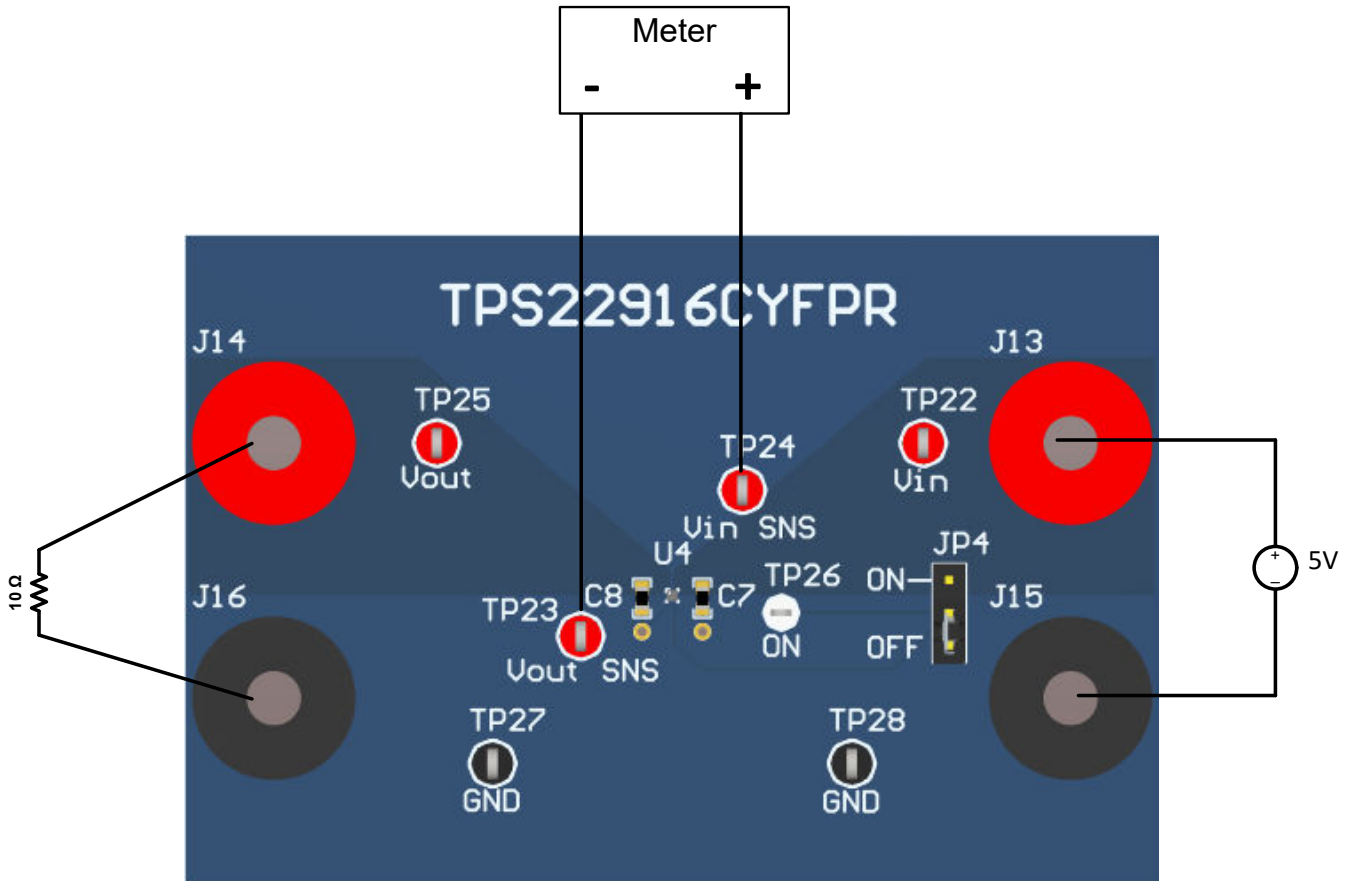 Meter
- +
TPS22916CYFPR
J14
J13
TP25
Vout
TP22
Vin
TP24
Vin SNS
10Ω
J16
U4
C8
C7
TP26
ON
JP4
ON
OFF
J15
+
–
5V
TP23
Vout SNS
TP27
GND
TP28
GND